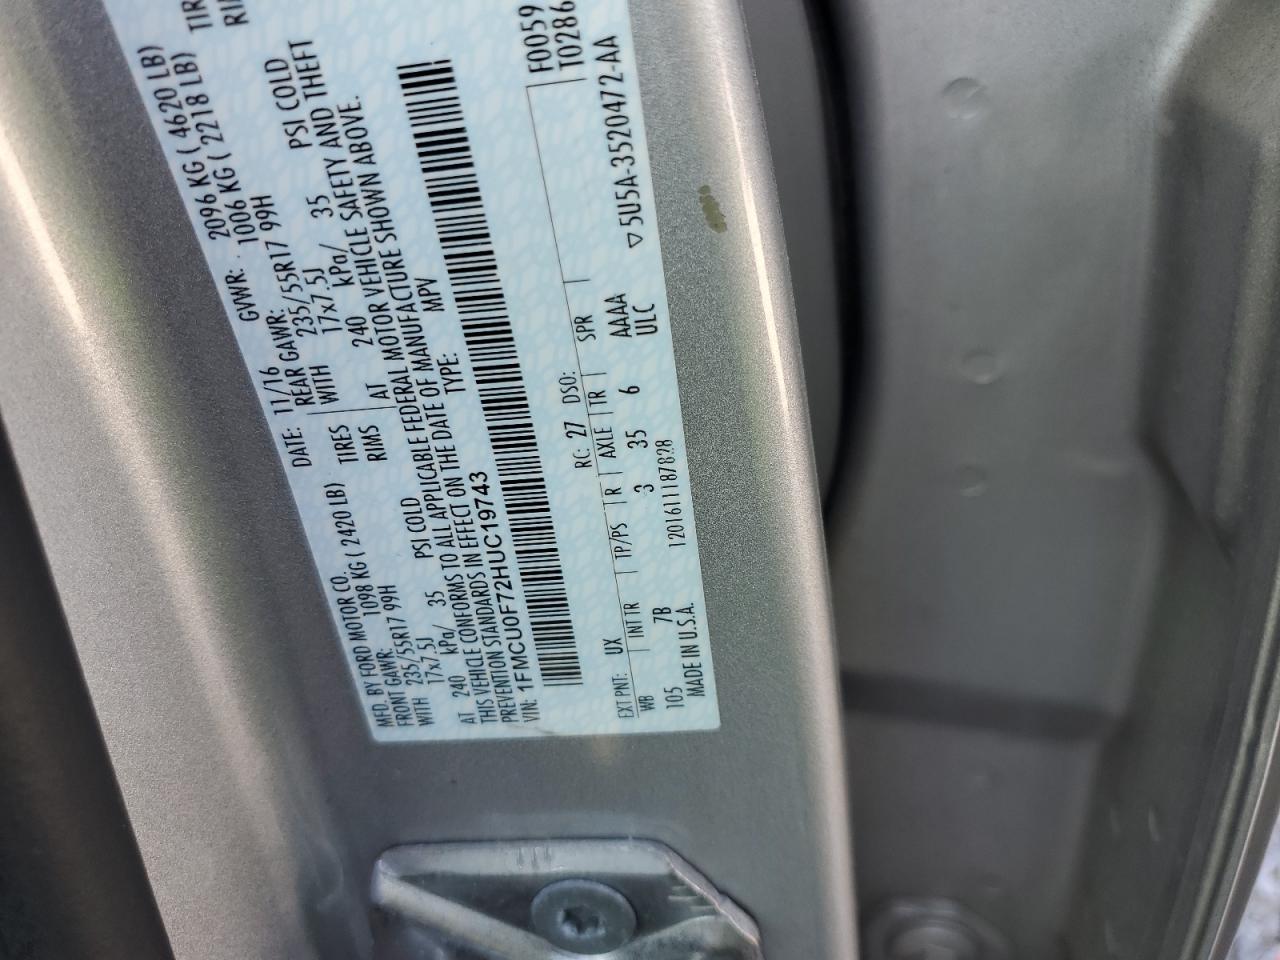 MFD. BY FORD MOTOR CO.
DATE: 11/16
GVWR: 2096 KG ( 4620 LB)
FRONT GAWR: 1098 KG ( 2420 LB)
REAR GAWR: 1006 KG ( 2218 LB)
WITH 235/55R17 99H TIRES
WITH 235/55R17 99H TIR
17x7.5J RIMS
17x7.5J RI
AT 240 kPa/ 35 PSI COLD
AT 240 kPa/ 35 PSI COLD
THIS VEHICLE CONFORMS TO ALL APPLICABLE FEDERAL MOTOR VEHICLE SAFETY AND THEFT
PREVENTION STANDARDS IN EFFECT ON THE DATE OF MANUFACTURE SHOWN ABOVE.
VIN: 1FMCU0F72HUC19743
TYPE: MPV
F0059
T0286
EXT PNT: UX RC: 27 DSO:
WB INT TR TP/PS R AXLE TR SPR
105 7B 3 35 6 AAAA
MADE IN U.S.A. 120161118 ULC
▽5U5A-3520472-AA